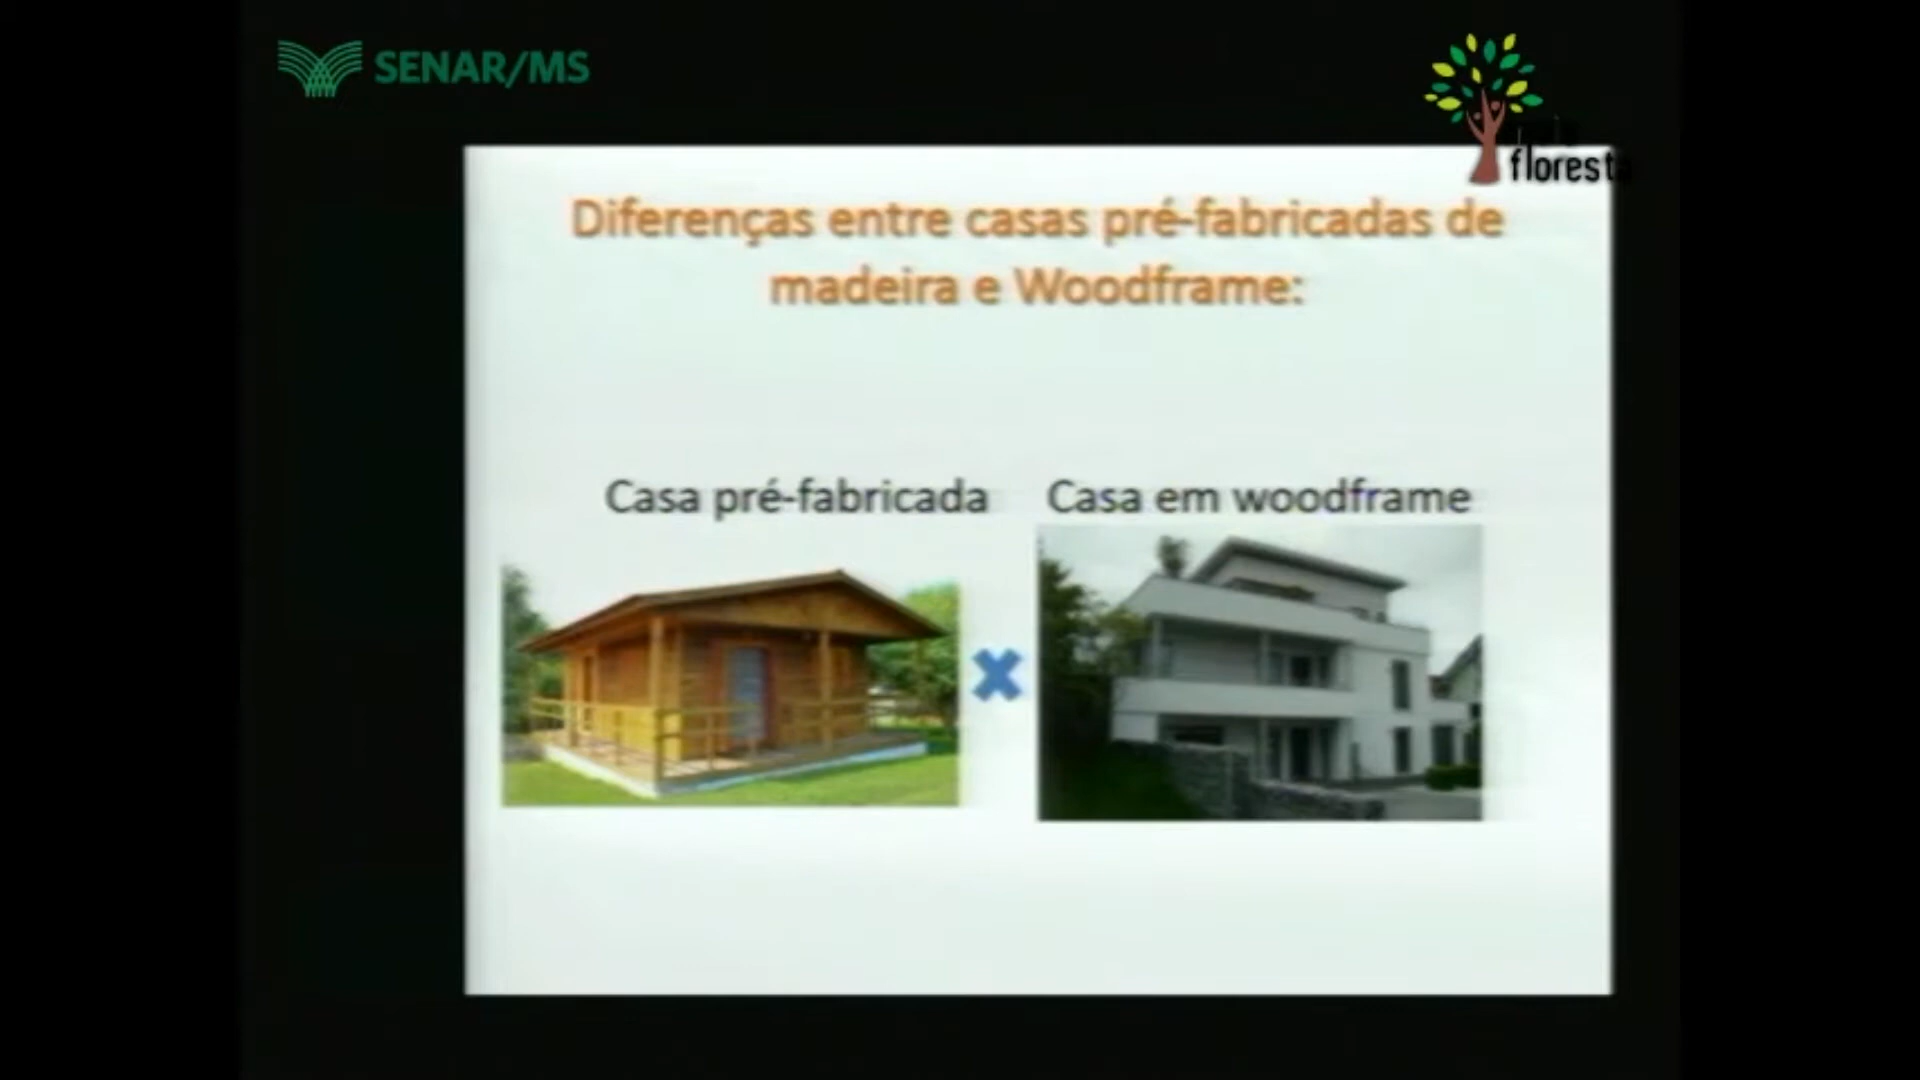 SENAR/MS
floresta
Diferenças entre casas pré-fabricadas de
madeira e Woodframe:
Casa pré-fabricada
Casa em woodframe